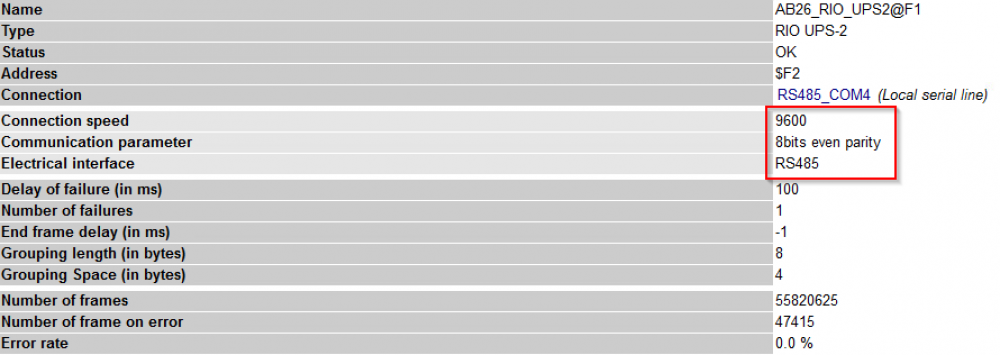 Name AB26_RIO_UPS2@F1
Type RIO UPS-2
Status OK
Address $F2
Connection RS485_COM4 (Local serial line)
Connection speed 9600
Communication parameter 8bits even parity
Electrical interface RS485
Delay of failure (in ms) 100
Number of failures 1
End frame delay (in ms) -1
Grouping length (in bytes) 8
Grouping Space (in bytes) 4
Number of frames 55820625
Number of frame on error 47415
Error rate 0.0 %